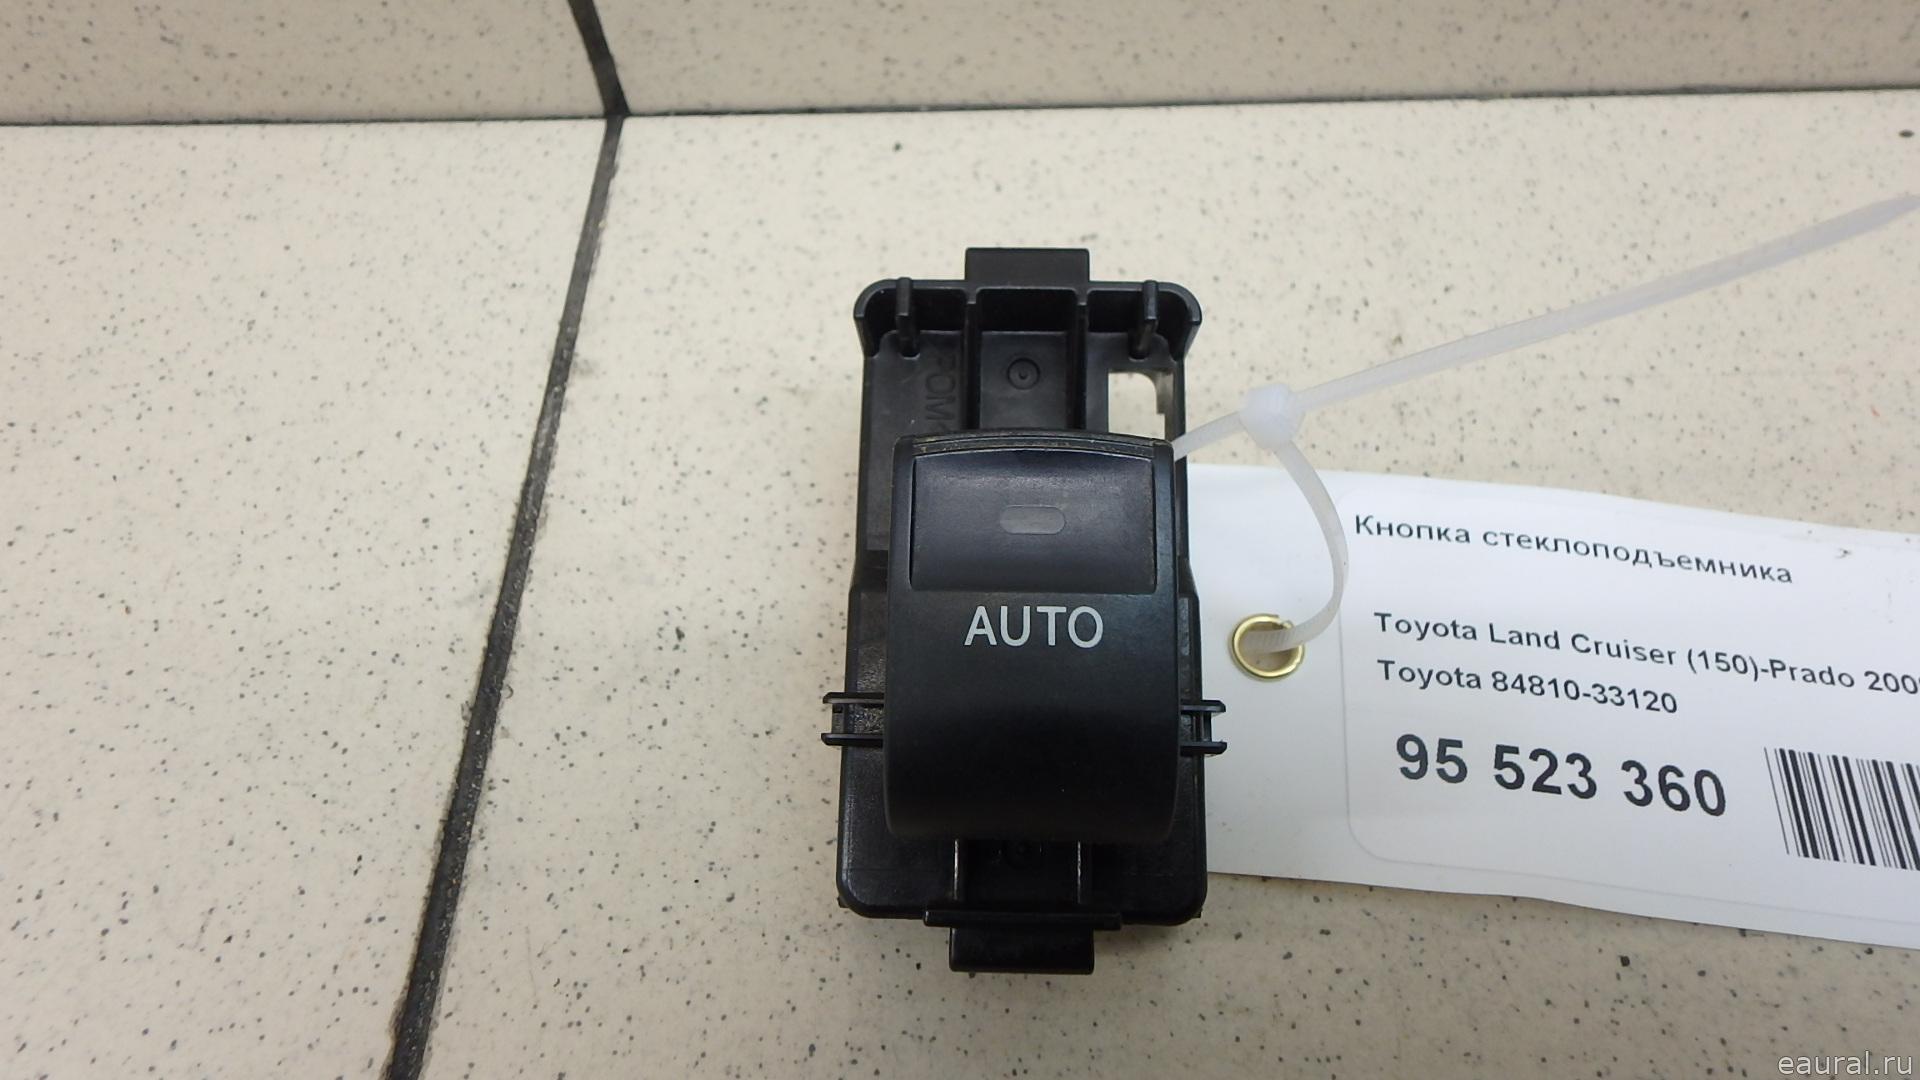 AUTO
Кнопка стеклоподъемника
Toyota Land Cruiser (150)-Prado
Toyota 84810-33120
95 523 360
eaural.ru